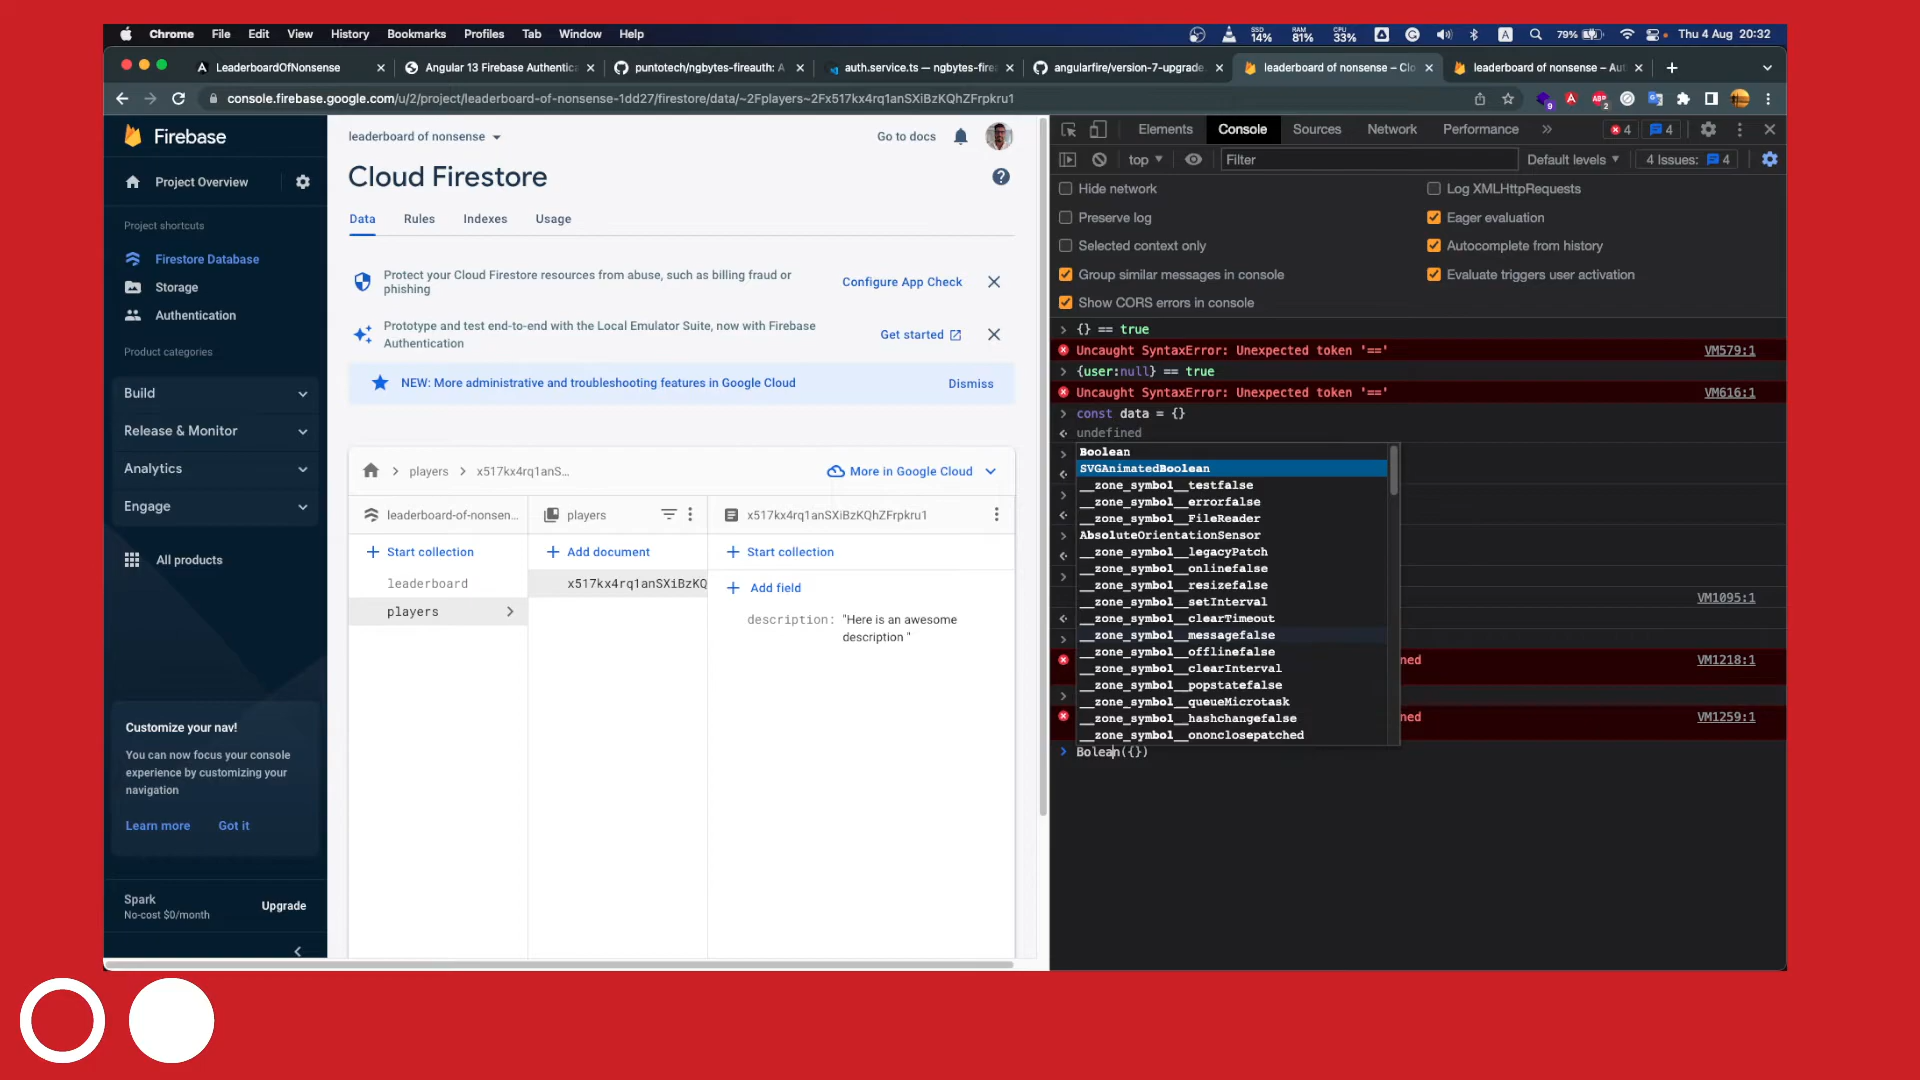 Chrome File Edit View History Bookmarks Profiles Tab Window Help
SSD 14% RAM 81% CPU 33% A 79% Thu 4 Aug 20:32
LeaderboardOfNonsense
Angular 13 Firebase Authentica
puntotech/ngbytes-fireauth: A
auth.service.ts — ngbytes-fire
angularfire/version-7-upgrade
leaderboard of nonsense – Clo
leaderboard of nonsense – Aut
console.firebase.google.com/u/2/project/leaderboard-of-nonsense-1dd27/firestore/data/~2Fplayers~2Fx517kx4rq1anSXiBzKQhZFrpkru1
Firebase
Project Overview
Project shortcuts
Firestore Database
Storage
Authentication
Product categories
Build
Release & Monitor
Analytics
Engage
All products
Customize your nav!
You can now focus your console
experience by customizing your
navigation
Learn more Got it
Spark
No-cost $0/month
Upgrade
leaderboard of nonsense
Go to docs
Cloud Firestore
Data Rules Indexes Usage
Protect your Cloud Firestore resources from abuse, such as billing fraud or
phishing
Configure App Check
Prototype and test end-to-end with the Local Emulator Suite, now with Firebase
Authentication
Get started
NEW: More administrative and troubleshooting features in Google Cloud
Dismiss
players x517kx4rq1anS...
More in Google Cloud
leaderboard-of-nonsen...
players
x517kx4rq1anSXiBzKQhZFrpkru1
Start collection
Add document
Start collection
leaderboard
x517kx4rq1anSXiBzKQ
Add field
players
description: "Here is an awesome
description "
Elements Console Sources Network Performance » 4 4
top Filter Default levels 4 Issues: 4
Hide network
Log XMLHttpRequests
Preserve log
Eager evaluation
Selected context only
Autocomplete from history
Group similar messages in console
Evaluate triggers user activation
Show CORS errors in console
{} == true
Uncaught SyntaxError: Unexpected token '==' VM579:1
{user:null} == true
Uncaught SyntaxError: Unexpected token '==' VM616:1
const data = {}
undefined
Boolean
SVGAnimatedBoolean
__zone_symbol__testfalse
__zone_symbol__errorfalse
__zone_symbol__FileReader
AbsoluteOrientationSensor
__zone_symbol__legacyPatch
__zone_symbol__onlinefalse
__zone_symbol__resizefalse
__zone_symbol__setInterval
__zone_symbol__clearTimeout
__zone_symbol__messagefalse
__zone_symbol__offlinefalse
__zone_symbol__clearInterval
__zone_symbol__popstatefalse
__zone_symbol__queueMicrotask
__zone_symbol__hashchangefalse
__zone_symbol__ononclosepatched
VM1095:1
ned VM1218:1
ned VM1259:1
Bolean({})